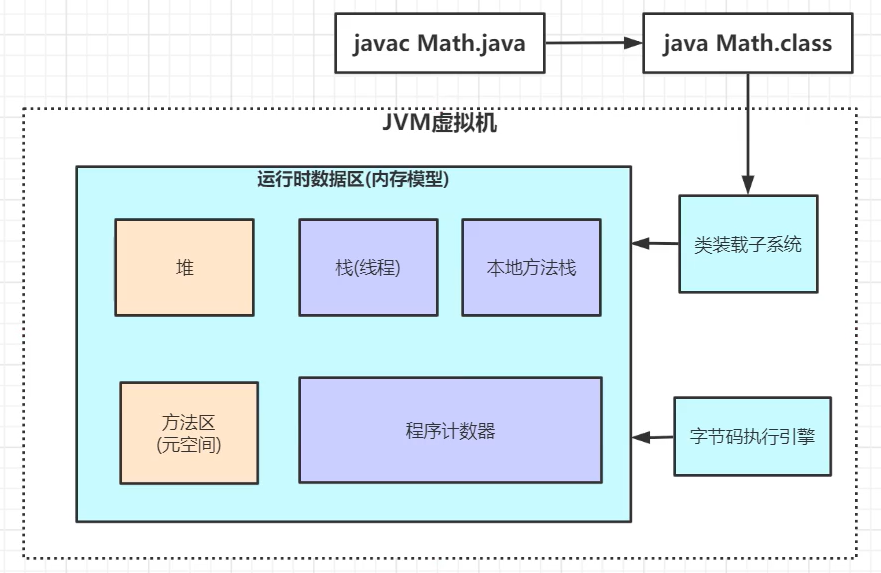 javac Math.java
java Math.class
JVM虚拟机
运行时数据区(内存模型)
堆
栈(线程)
本地方法栈
类装载子系统
方法区
(元空间)
程序计数器
字节码执行引擎